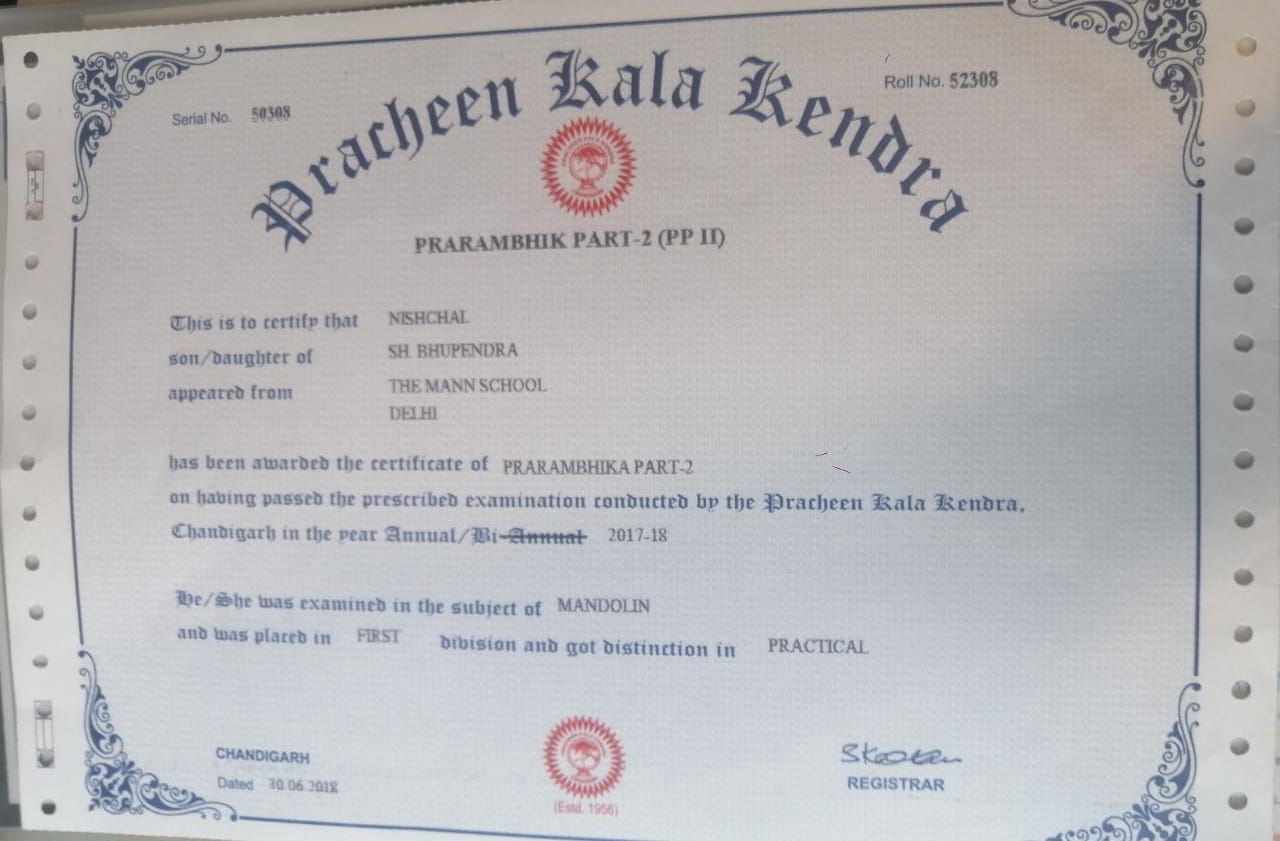 Serial No. 50308
Roll No. 52308
Pracheen Kala Kendra
PRARAMBHIK PART-2 (PP II)
This is to certify that NISHCHAL
son/daughter of SH. BHUPENDRA
appeared from THE MANN SCHOOL
DELHI
has been awarded the certificate of PRARAMBHIKA PART-2
on having passed the prescribed examination conducted by the Pracheen Kala Kendra,
Chandigarh in the year Annual/Bi-Annual 2017-18
He/She was examined in the subject of MANDOLIN
and was placed in FIRST division and got distinction in PRACTICAL
CHANDIGARH
Dated 30.06.2018
(Estd. 1956)
REGISTRAR